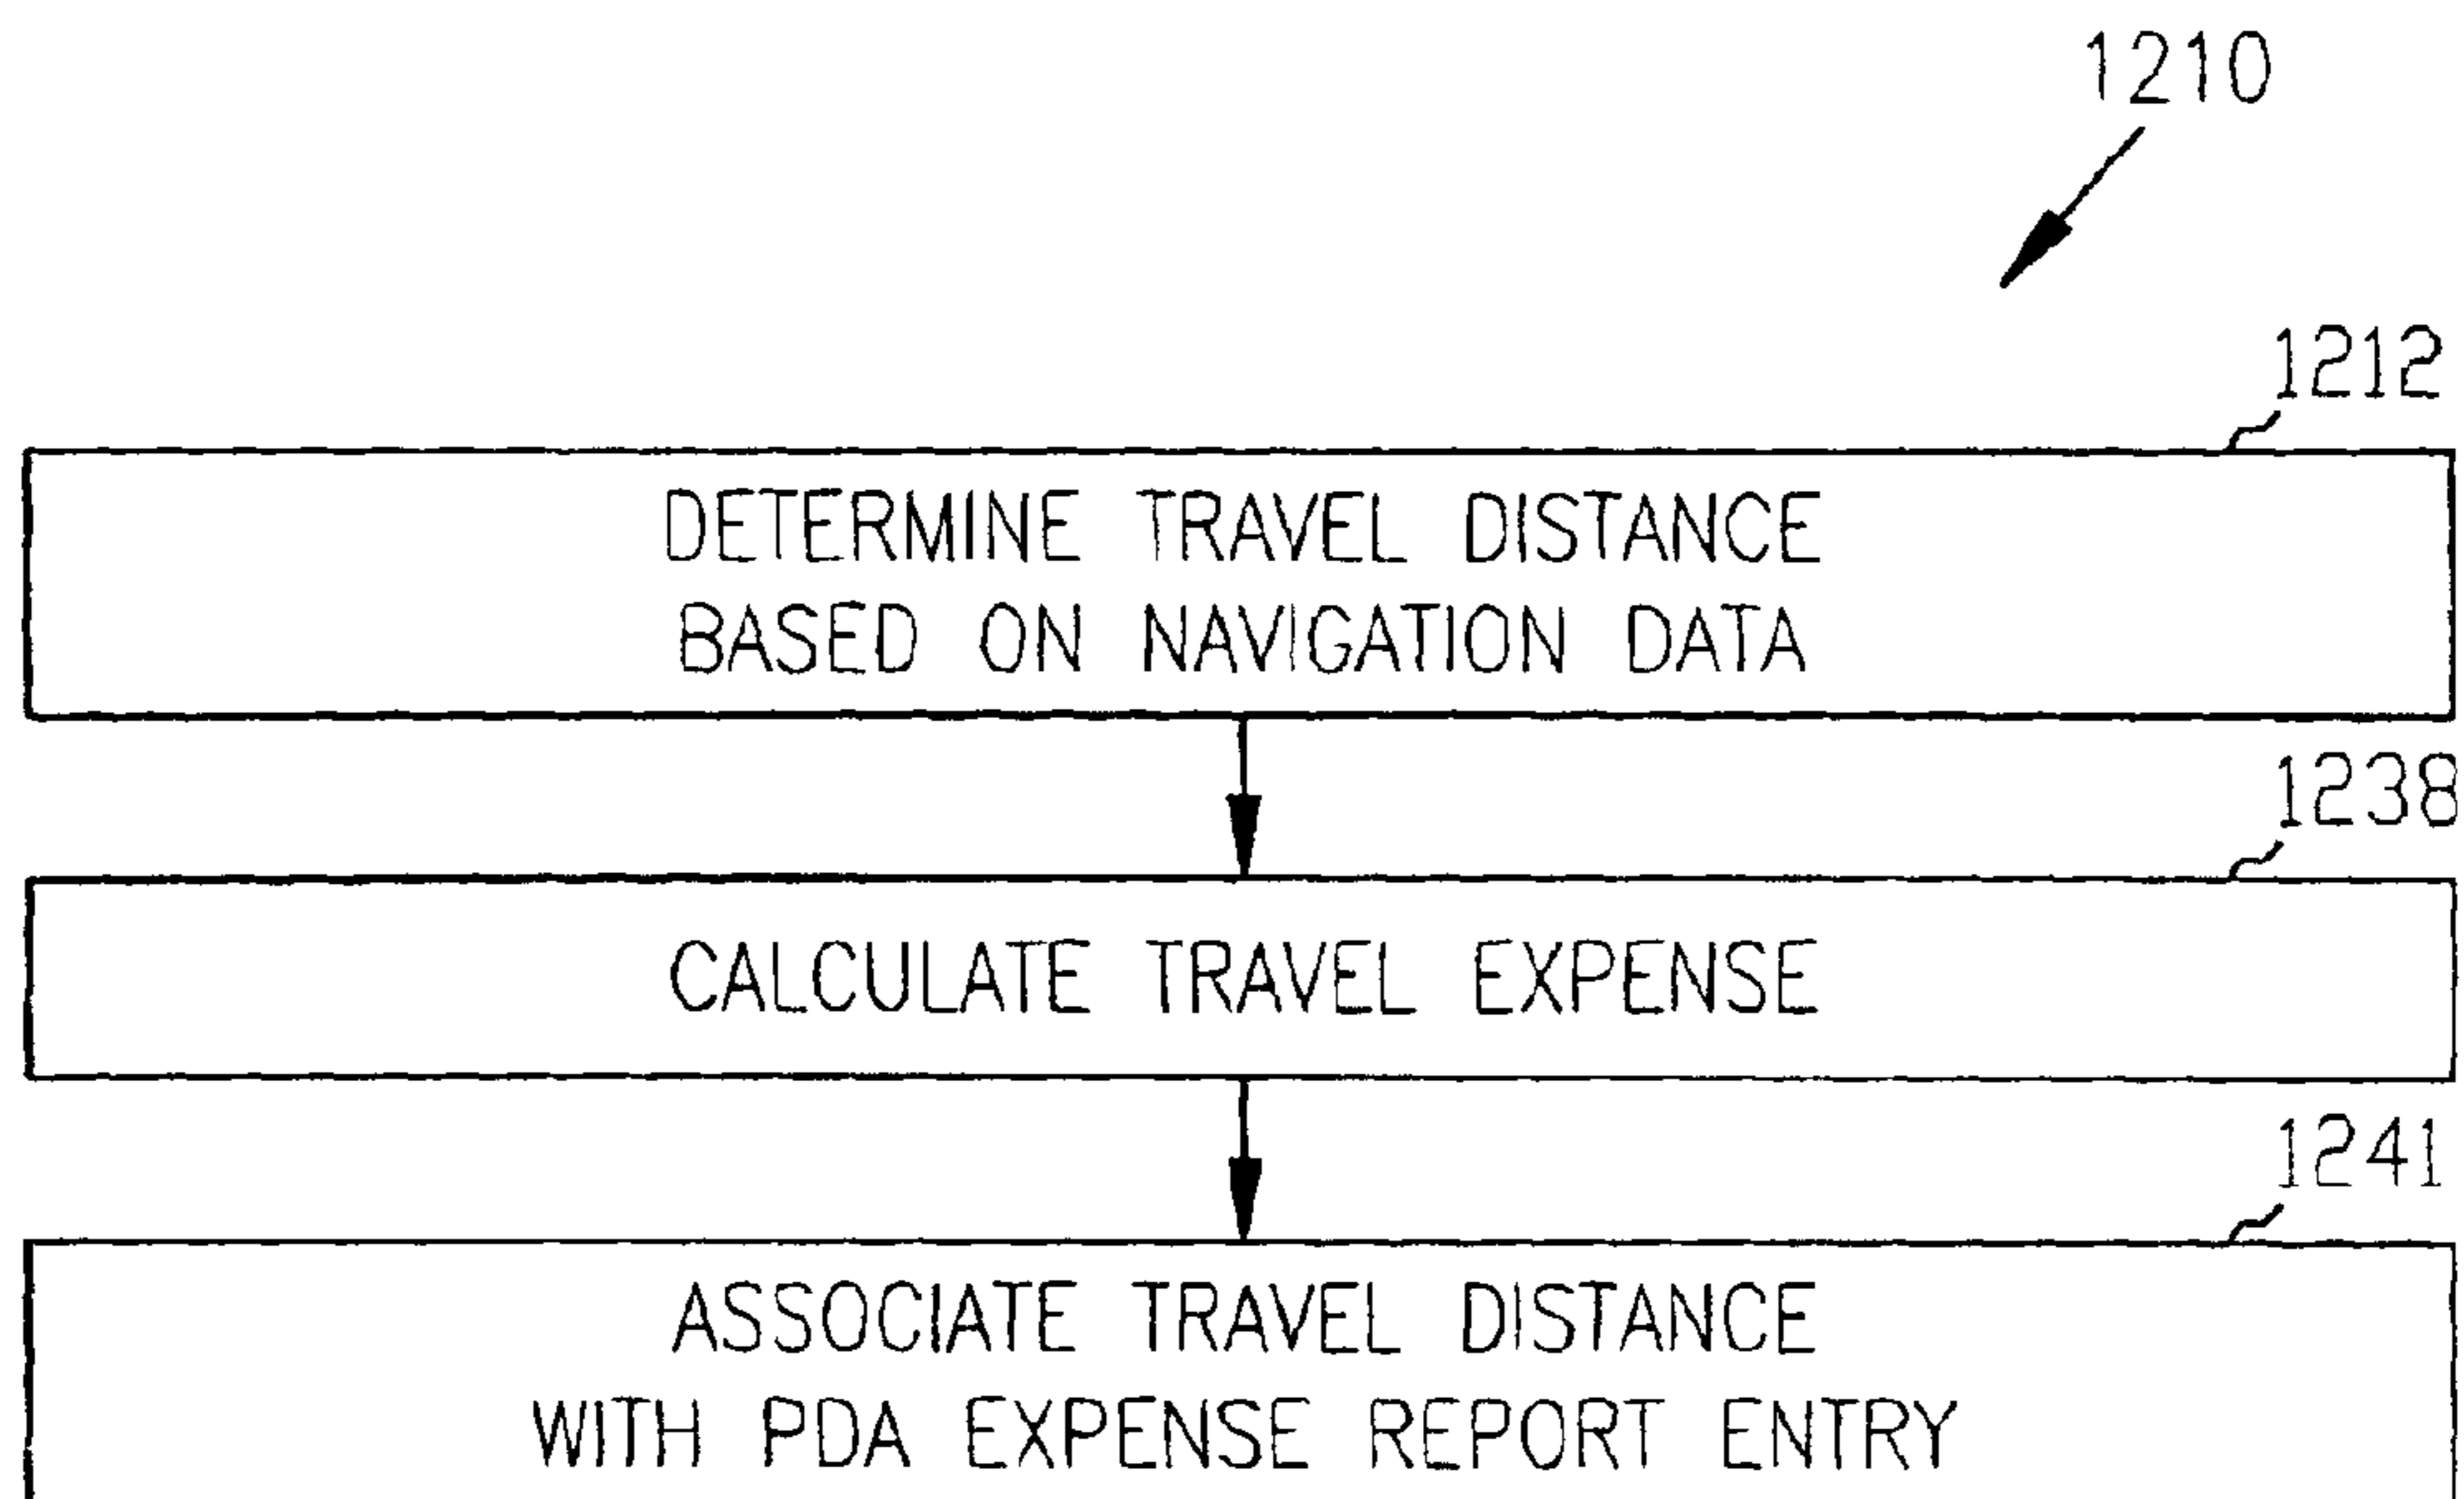 1210
1212
DETERMINE TRAVEL DISTANCE
BASED ON NAVIGATION DATA
1238
CALCULATE TRAVEL EXPENSE
1241
ASSOCIATE TRAVEL DISTANCE
WITH PDA EXPENSE REPORT ENTRY